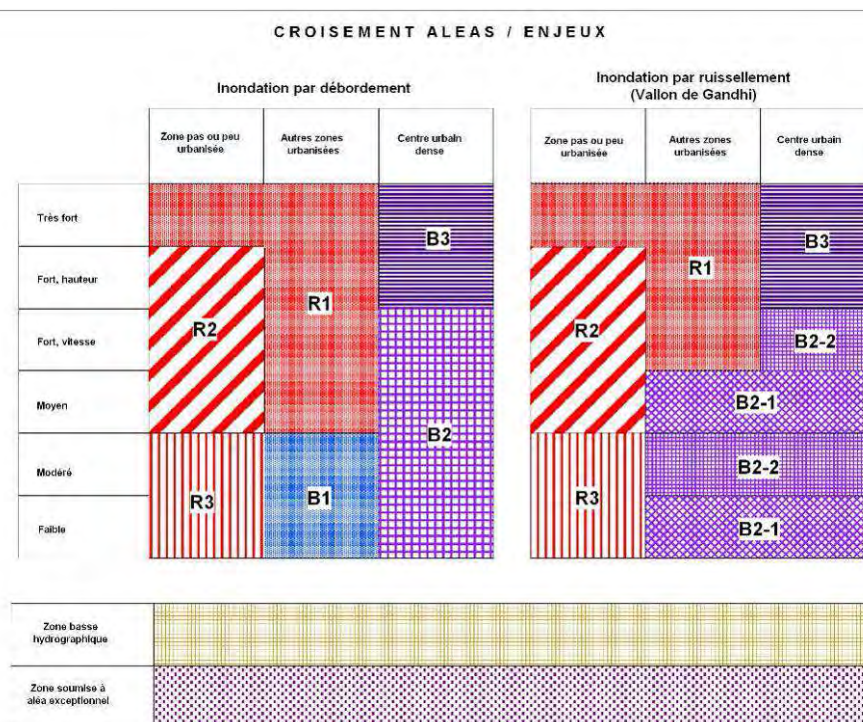 CROISEMENT ALEAS / ENJEUX
Inondation par débordement
Zone pas ou peu
urbanisée
Autres zones
urbanisées
Centre urbain
dense
Très fort
Fort, hauteur
Fort, vitesse
Moyen
Modéré
Faible
B3
R1
R2
B2
R3
B1
Inondation par ruissellement
(Vallon de Gandhi)
Zone pas ou peu
urbanisée
Autres zones
urbanisées
Centre urbain
dense
B3
R1
R2
B2-2
B2-1
B2-2
R3
B2-1
Zone basse
hydrographique
Zone soumise à
aléa exceptionnel